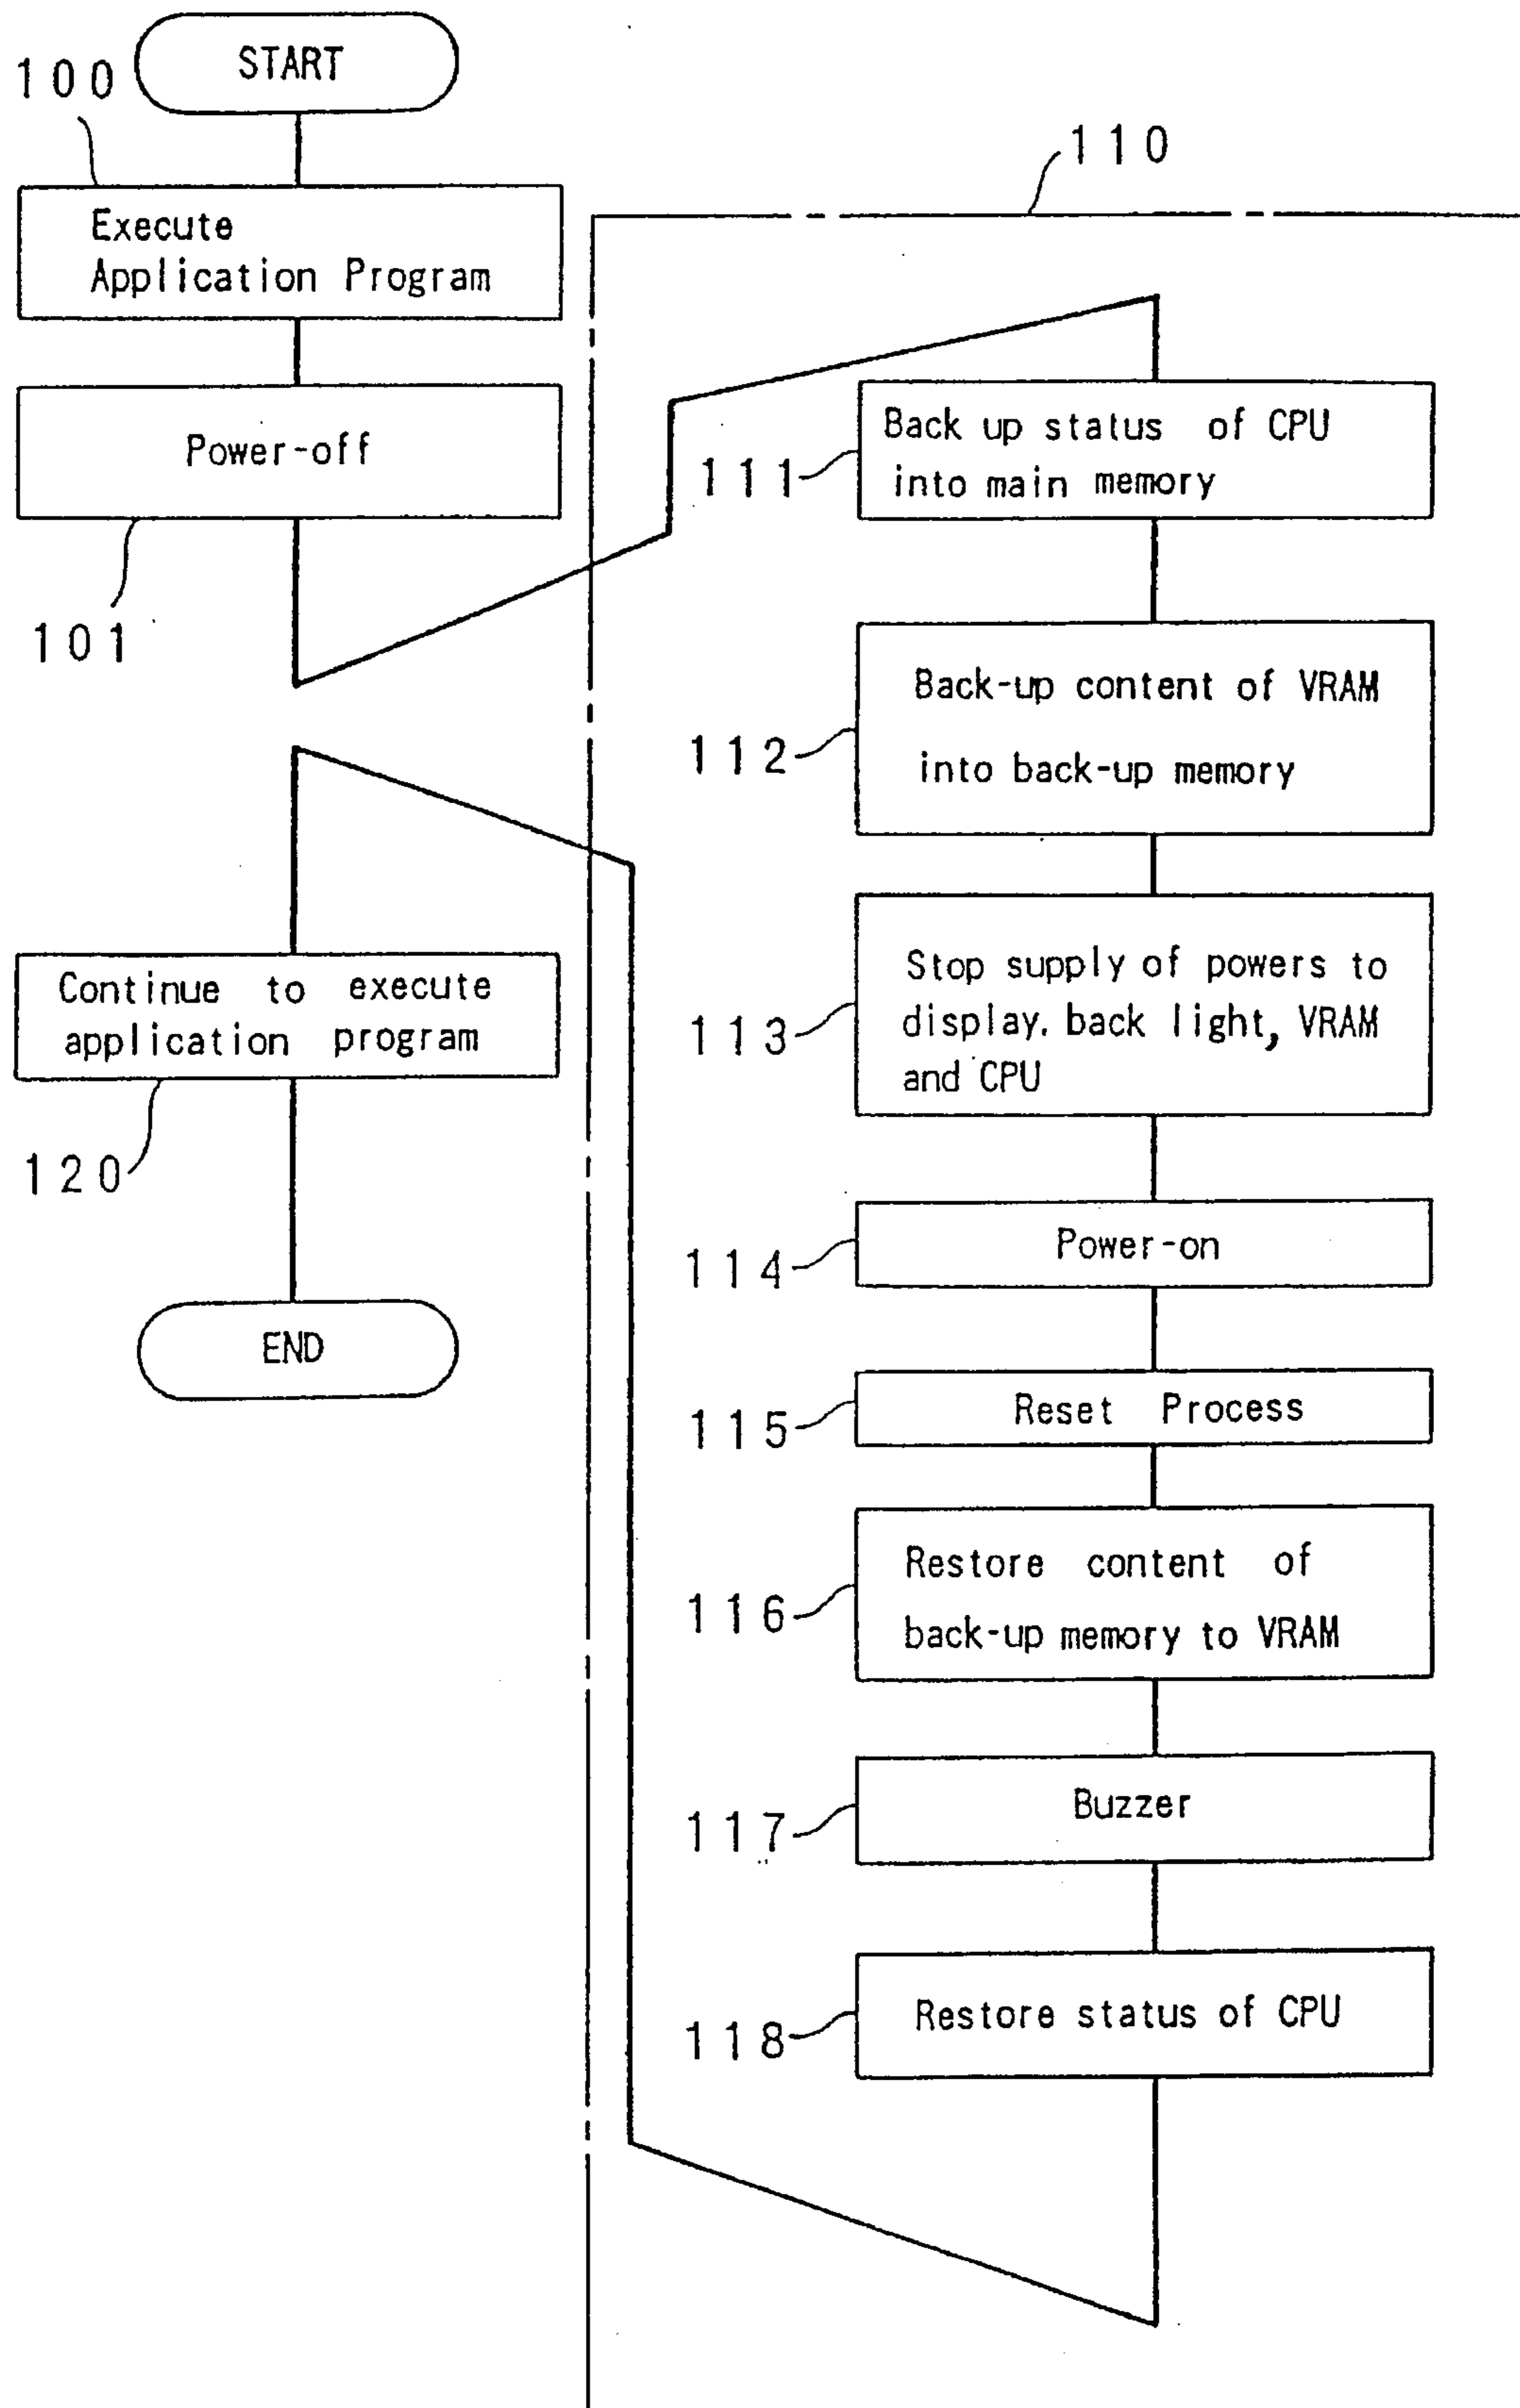 START
100
Execute
Application Program
Power-off
101
110
111
Back up status of CPU
into main memory
112
Back-up content of VRAM
into back-up memory
113
Stop supply of powers to
display. back light, VRAM
and CPU
114
Power-on
115
Reset Process
116
Restore content of
back-up memory to VRAM
117
Buzzer
118
Restore status of CPU
Continue to execute
application program
120
END